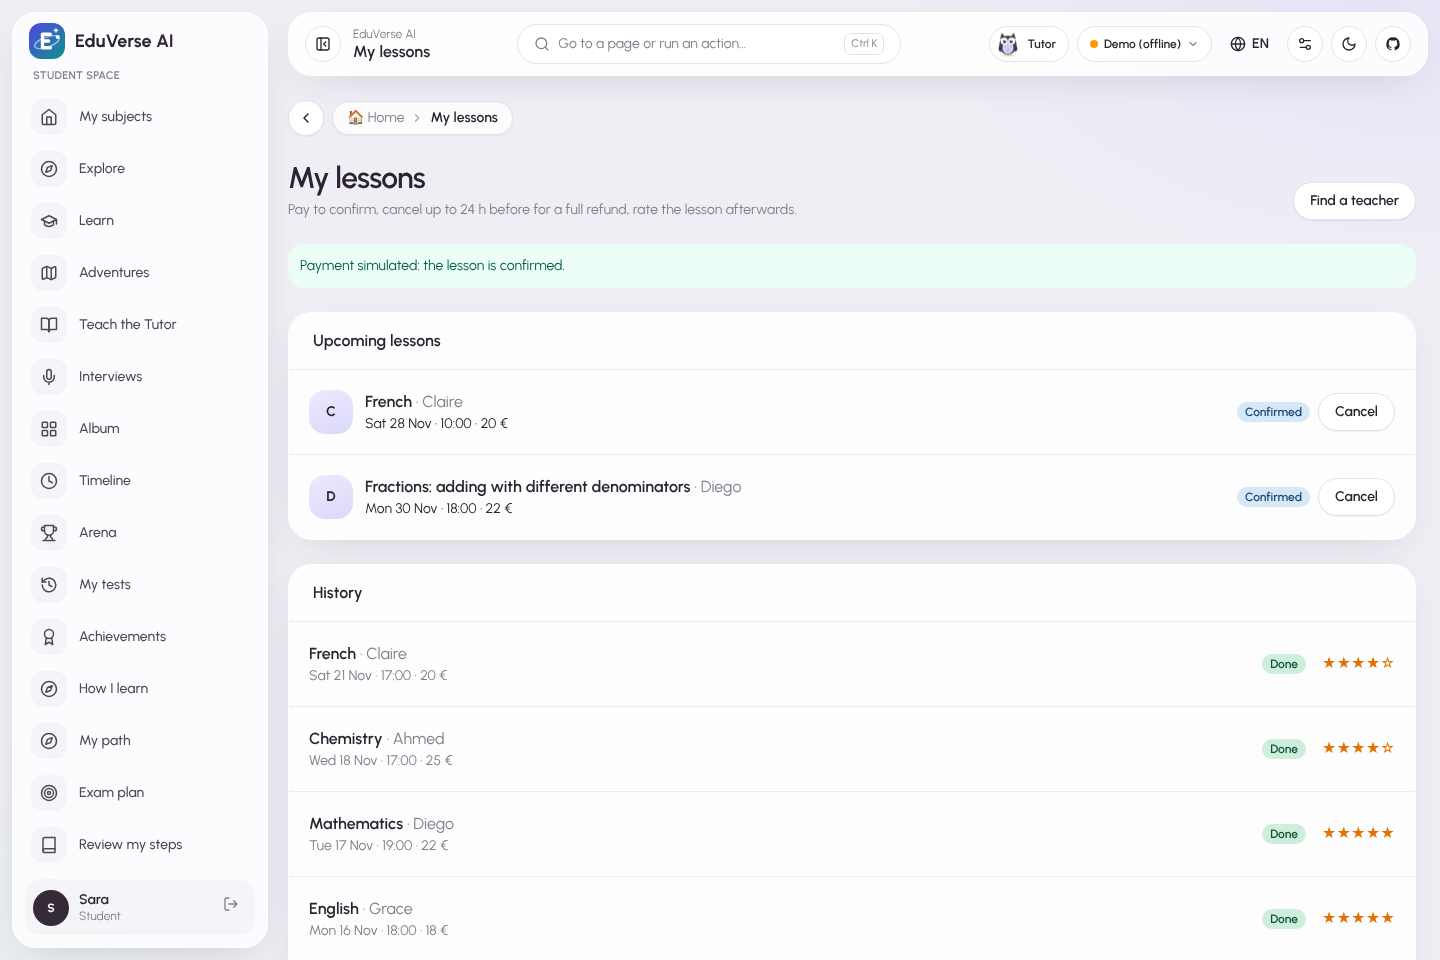 EduVerse AI
STUDENT SPACE
My subjects
Explore
Learn
Adventures
Teach the Tutor
Interviews
Album
Timeline
Arena
My tests
Achievements
How I learn
My path
Exam plan
Review my steps
S
Sara
Student
EduVerse AI
My lessons
Go to a page or run an action...
Ctrl K
Tutor
Demo (offline)
EN
Home
My lessons
My lessons
Pay to confirm, cancel up to 24 h before for a full refund, rate the lesson afterwards.
Find a teacher
Payment simulated: the lesson is confirmed.
Upcoming lessons
C
French · Claire
Sat 28 Nov · 10:00 · 20 €
Confirmed
Cancel
D
Fractions: adding with different denominators · Diego
Mon 30 Nov · 18:00 · 22 €
Confirmed
Cancel
History
French · Claire
Sat 21 Nov · 17:00 · 20 €
Done
★★★★☆
Chemistry · Ahmed
Wed 18 Nov · 17:00 · 25 €
Done
★★★★☆
Mathematics · Diego
Tue 17 Nov · 19:00 · 22 €
Done
★★★★★
English · Grace
Mon 16 Nov · 18:00 · 18 €
Done
★★★★★